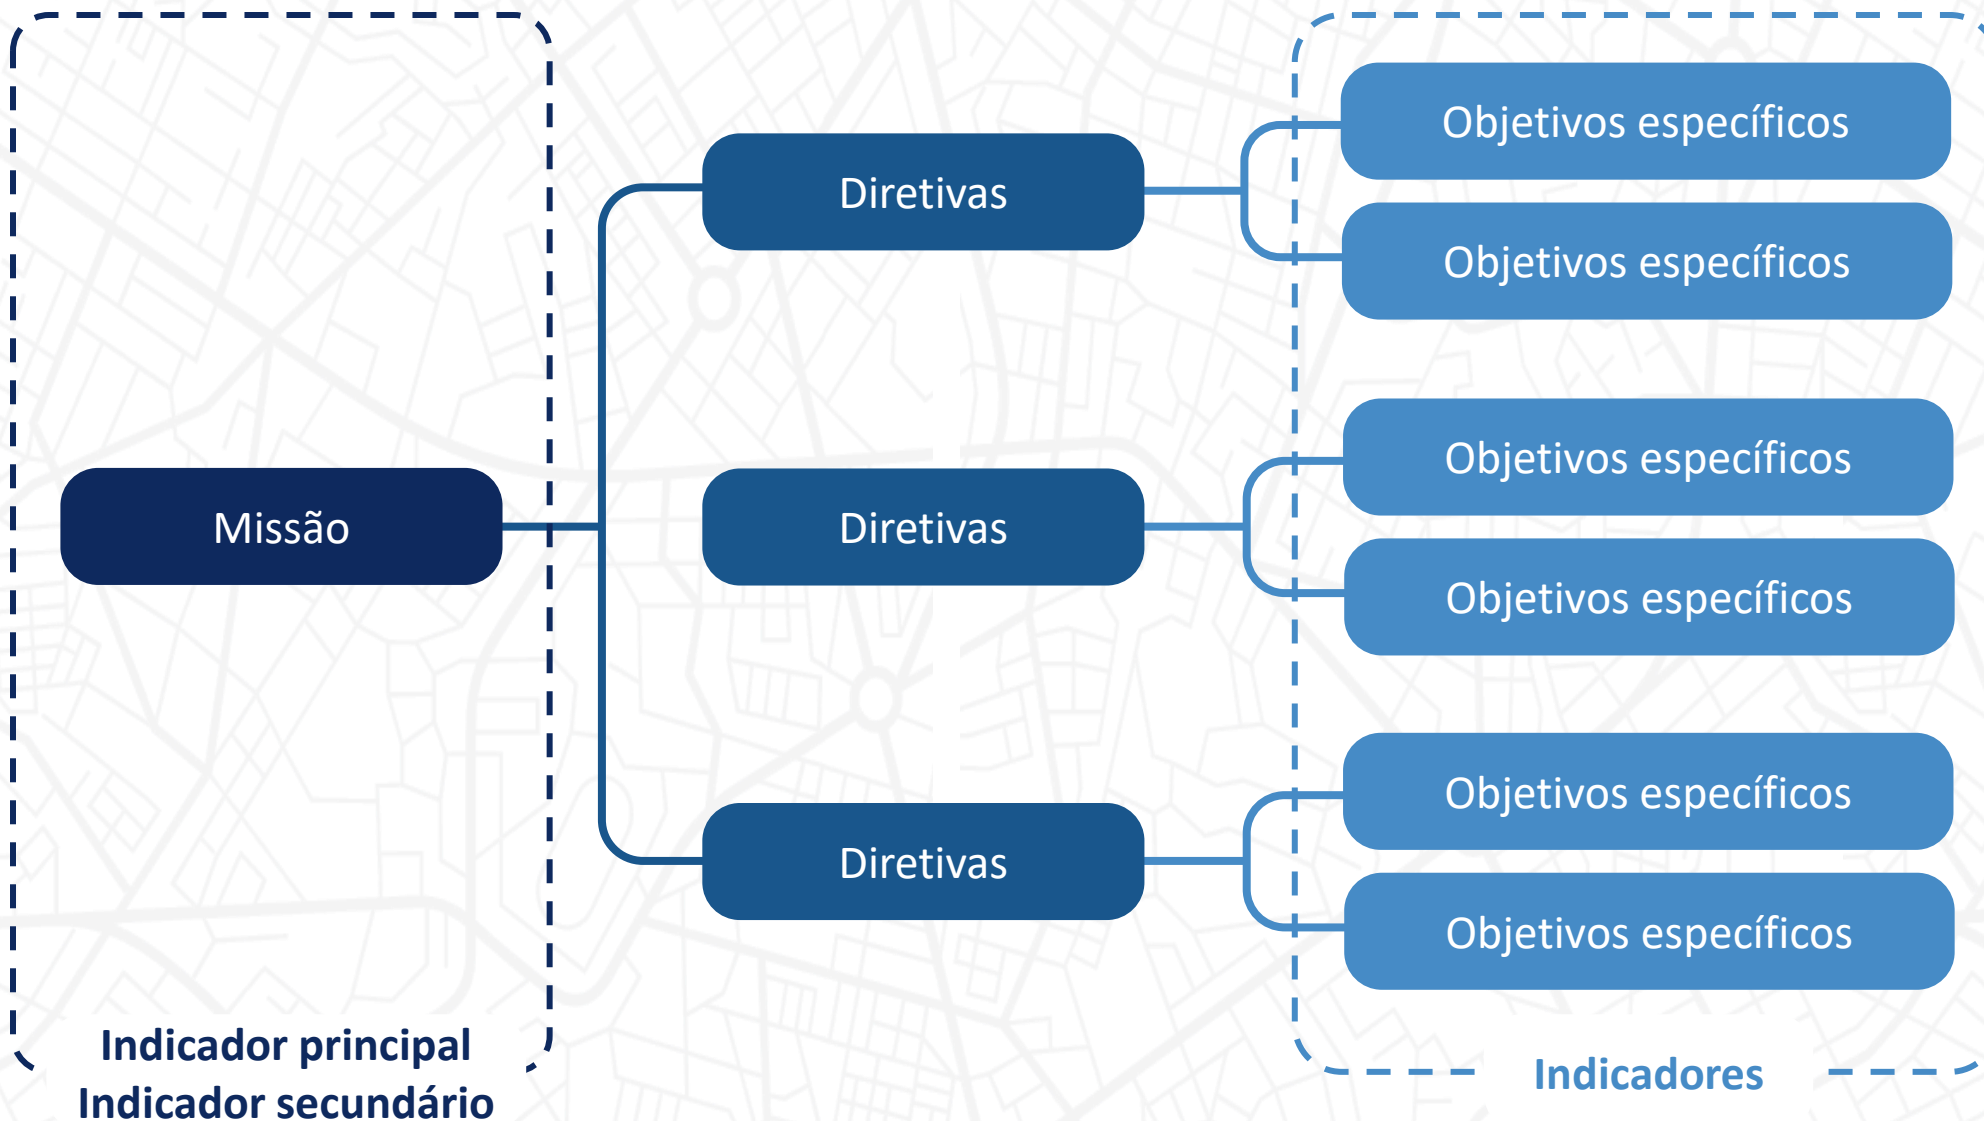 Missão
Indicador principal
Indicador secundário
Diretivas
Diretivas
Diretivas
Objetivos específicos
Objetivos específicos
Objetivos específicos
Objetivos específicos
Objetivos específicos
Objetivos específicos
Indicadores